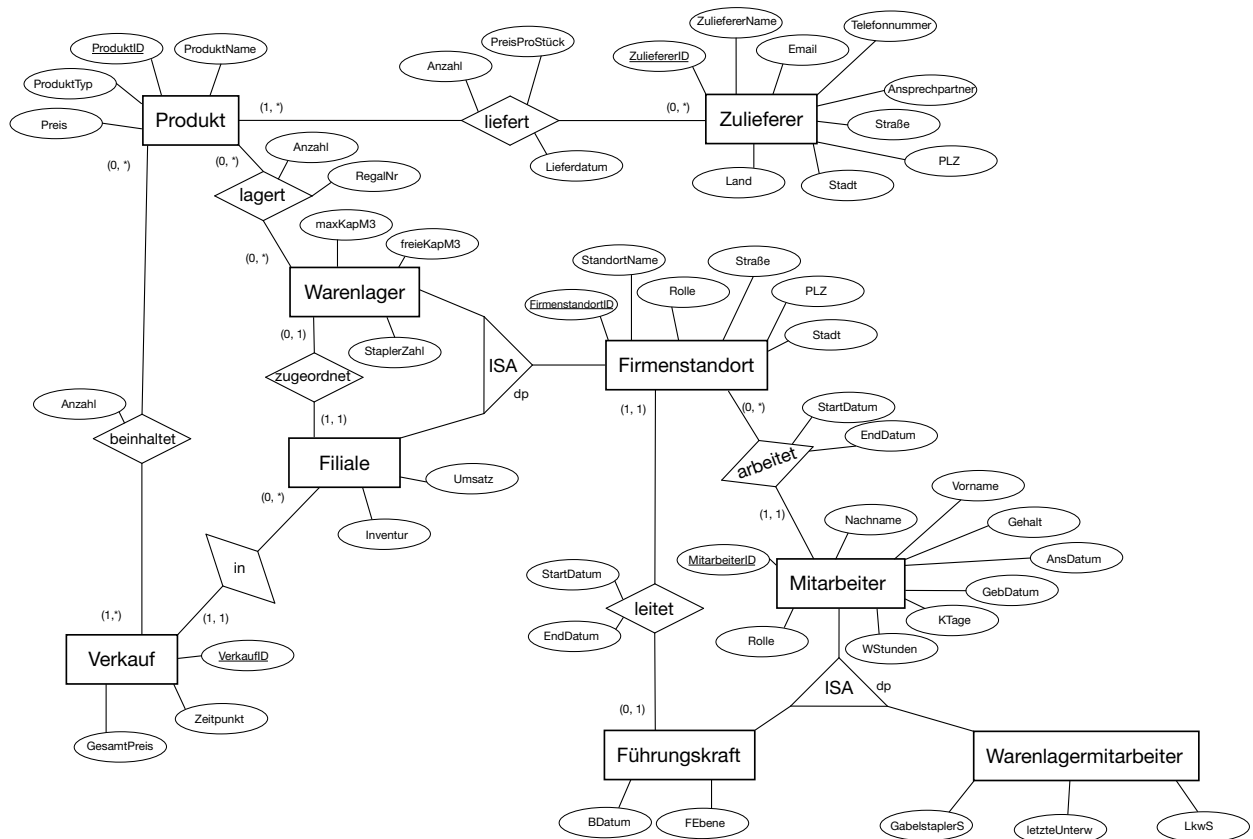 ZuliefererName
Telefonnummer
ProduktID
ProduktName
PreisProStück
ZuliefererID
Email
Anzahl
ProduktTyp
Ansprechpartner
Preis
Produkt
(1, *)
liefert
(0, *)
Zulieferer
Straße
(0, *)
(0, *)
Anzahl
Lieferdatum
PLZ
RegalNr
Land
Stadt
lagert
maxKapM3
freieKapM3
StandortName
Straße
(0, *)
Warenlager
Rolle
PLZ
FirmenstandortID
(0, 1)
StaplerZahl
Stadt
ISA
Firmenstandort
zugeordnet
dp
Anzahl
(1, 1)
(1, 1)
(0, *)
StartDatum
beinhaltet
EndDatum
Filiale
arbeitet
Umsatz
(0, *)
Vorname
(1, 1)
Nachname
Inventur
Gehalt
MitarbeiterID
AnsDatum
in
StartDatum
Mitarbeiter
GebDatum
leitet
(1,*)
(1, 1)
KTage
EndDatum
Rolle
WStunden
Verkauf
VerkaufID
ISA
dp
Zeitpunkt
(0, 1)
GesamtPreis
Führungskraft
Warenlagermitarbeiter
BDatum
FEbene
GabelstaplerS
letzteUnterw
LkwS